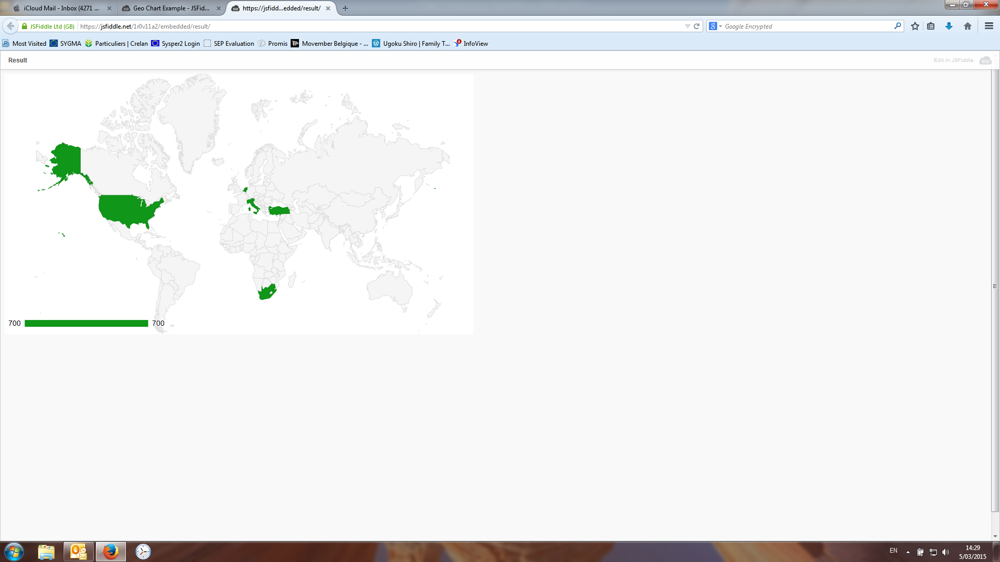 iCloud Mail - Inbox (4271 ...
Geo Chart Example - JSFid...
https://jsfidd...edded/result/
JSFiddle Ltd (GB)
https://jsfiddle.net/1r0v11a2/embedded/result/
Google Encrypted
Most Visited
SYGMA
Particuliers | Crelan
Sysper2 Login
SEP Evaluation
Promis
Movember Belgique - ...
Ugoku Shiro | Family T...
InfoView
Result
Edit in JSFiddle
700
700
EN
14:29
5/03/2015